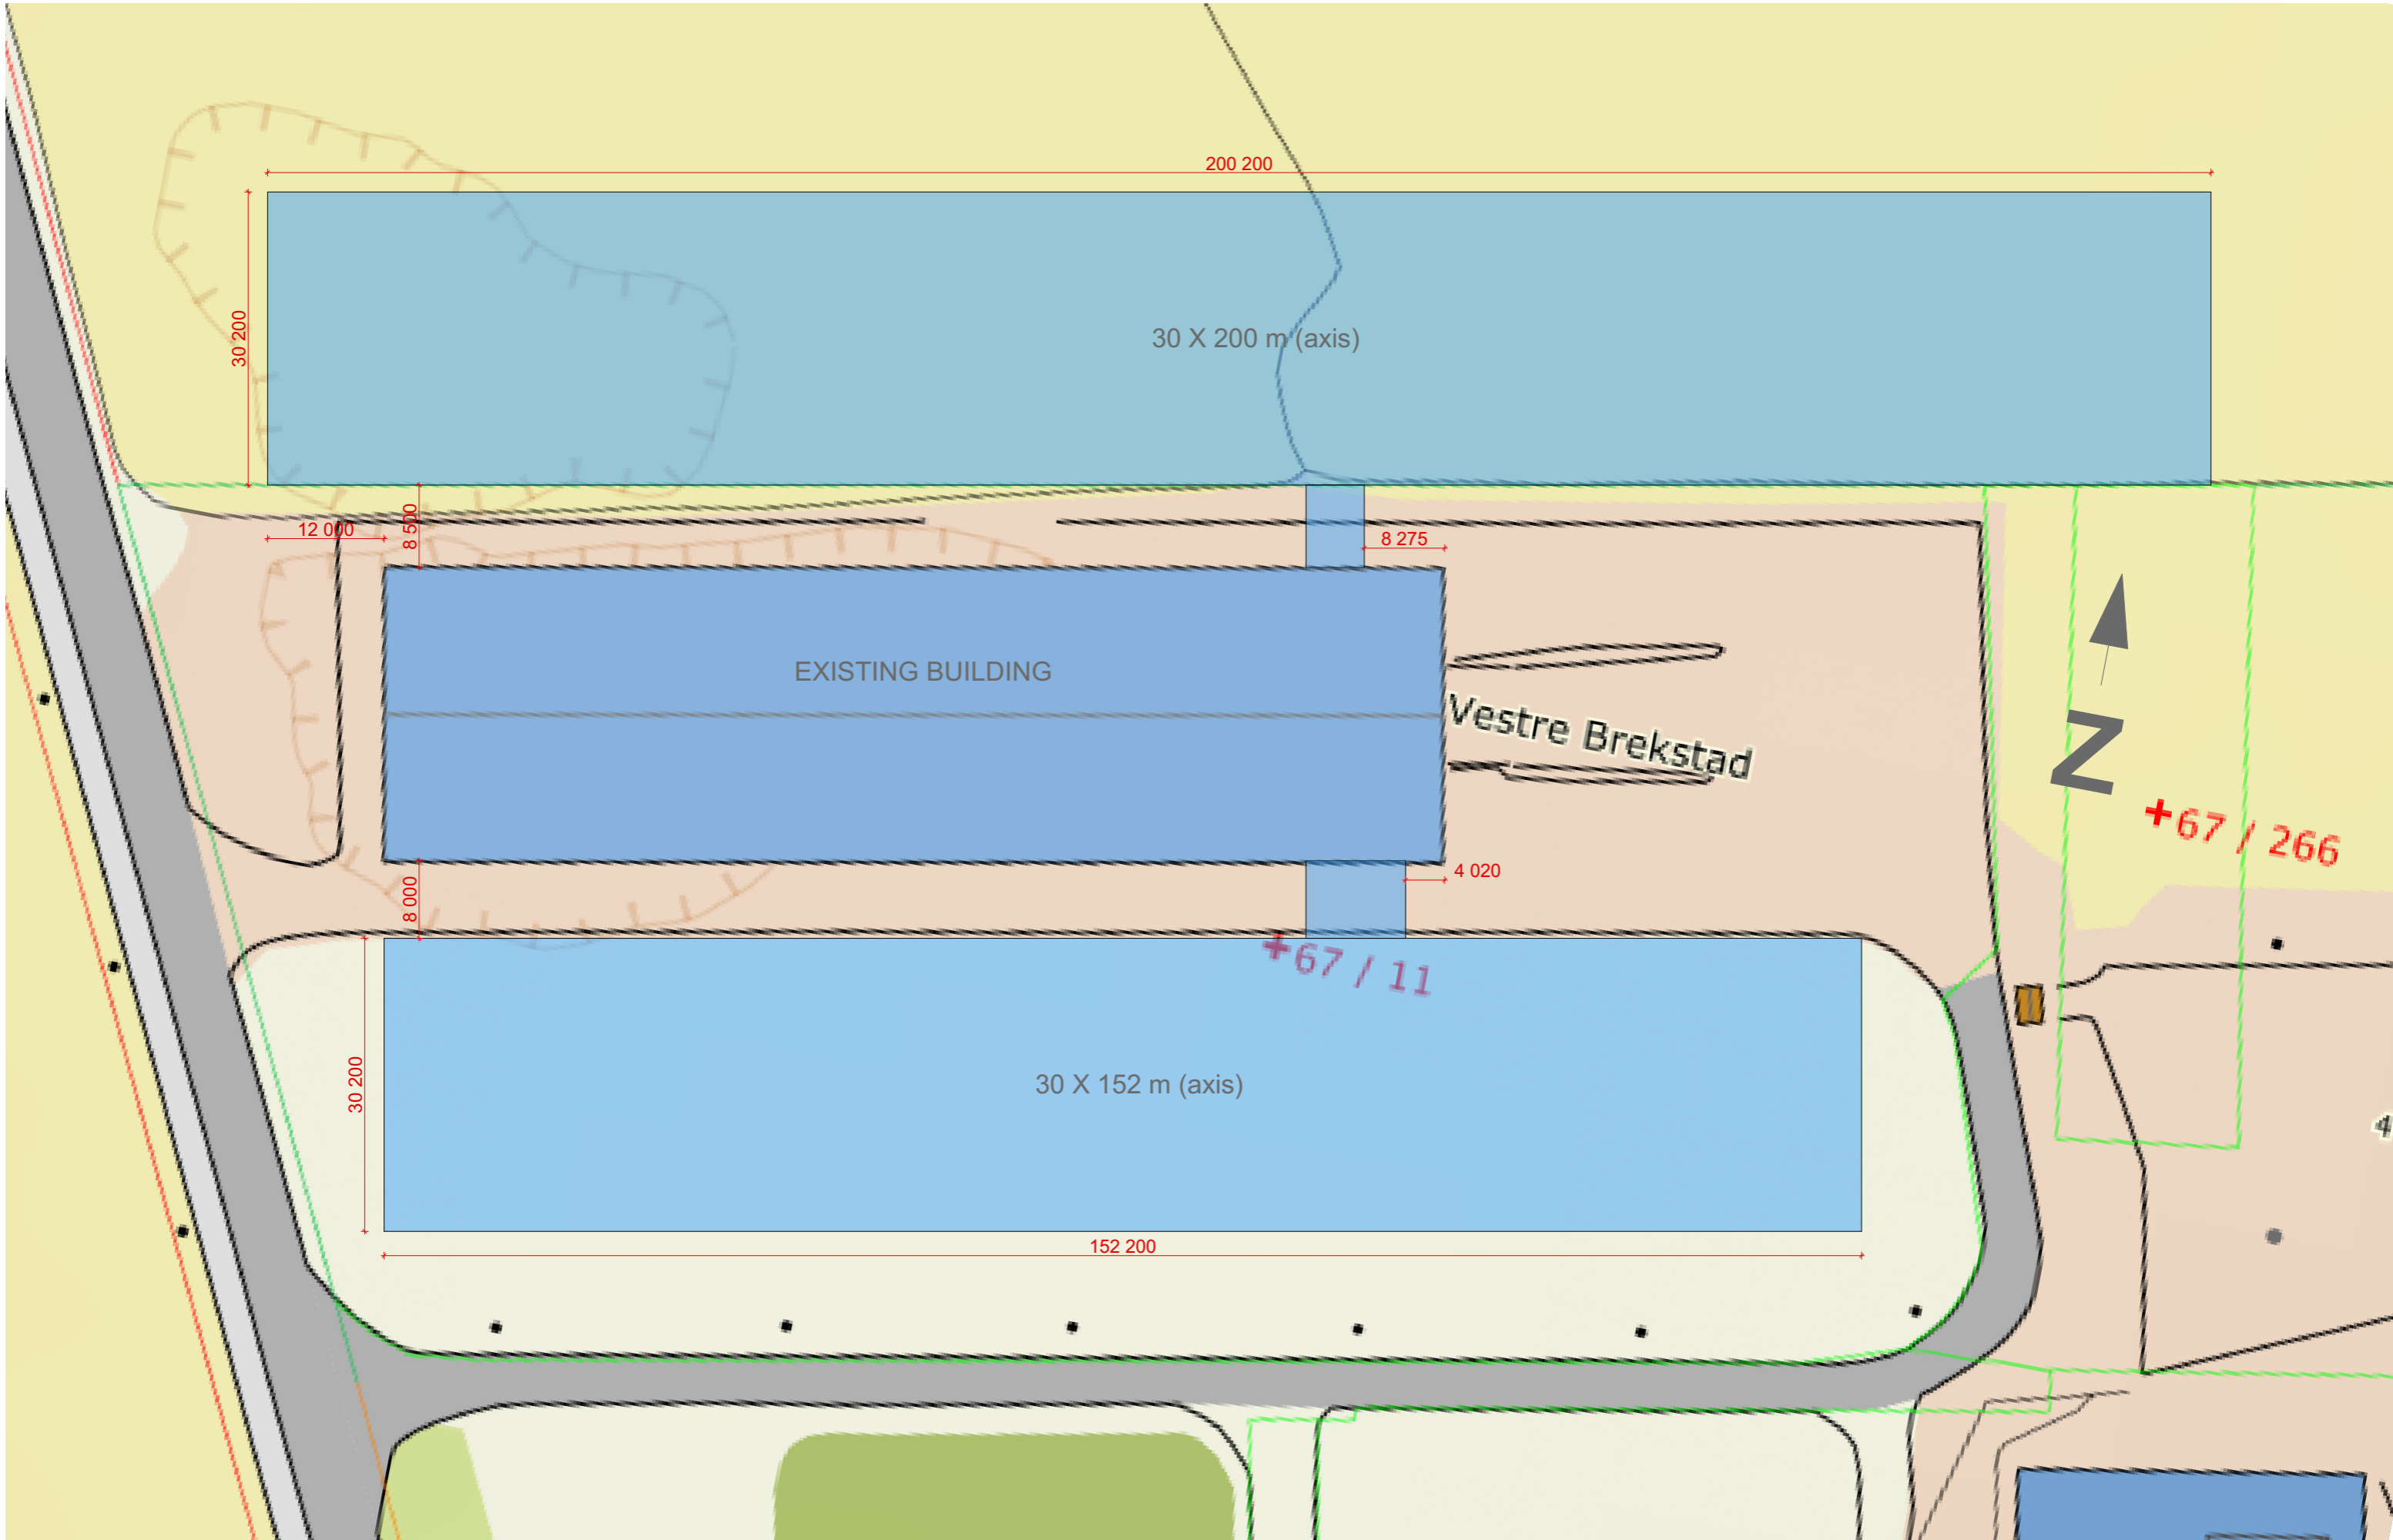 200 200
30 200
30 X 200 m (axis)
12 000
8 500
8 275
EXISTING BUILDING
Vestre Brekstad
N
+67 / 266
8 000
4 020
+67 / 11
30 200
30 X 152 m (axis)
4
152 200